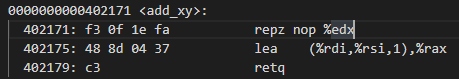 0000000000402171 <add_xy>:
402171: f3 0f 1e fa repz nop %edx
402175: 48 8d 04 37 lea (%rdi,%rsi,1),%rax
402179: c3 retq